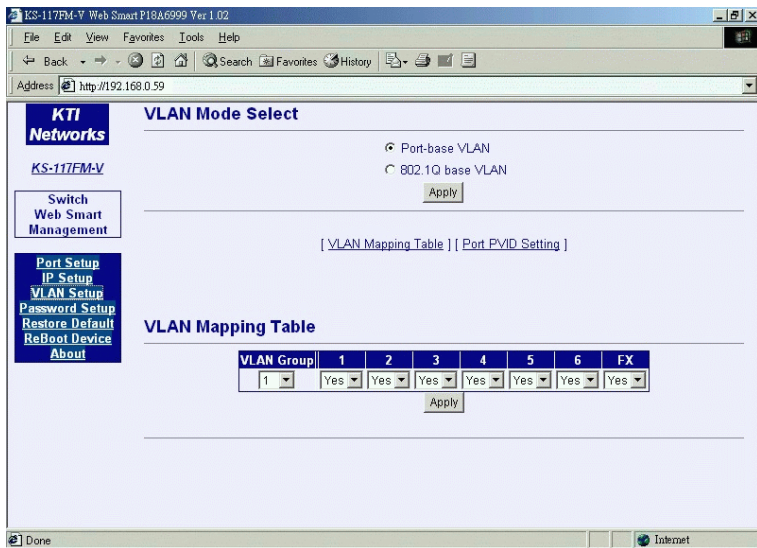 KS-117FM-V Web Smart P18A6999 Ver 1.02
File Edit View Favorites Tools Help
Back Search Favorites History
Address http://192.168.0.59
KTI
Networks
KS-117FM-V
Switch
Web Smart
Management
Port Setup
IP Setup
VLAN Setup
Password Setup
Restore Default
ReBoot Device
About
VLAN Mode Select
Port-base VLAN
802.1Q base VLAN
Apply
[ VLAN Mapping Table ] [ Port PVID Setting ]
VLAN Mapping Table
VLAN Group 1 2 3 4 5 6 FX
1 Yes Yes Yes Yes Yes Yes Yes
Apply
Done Internet